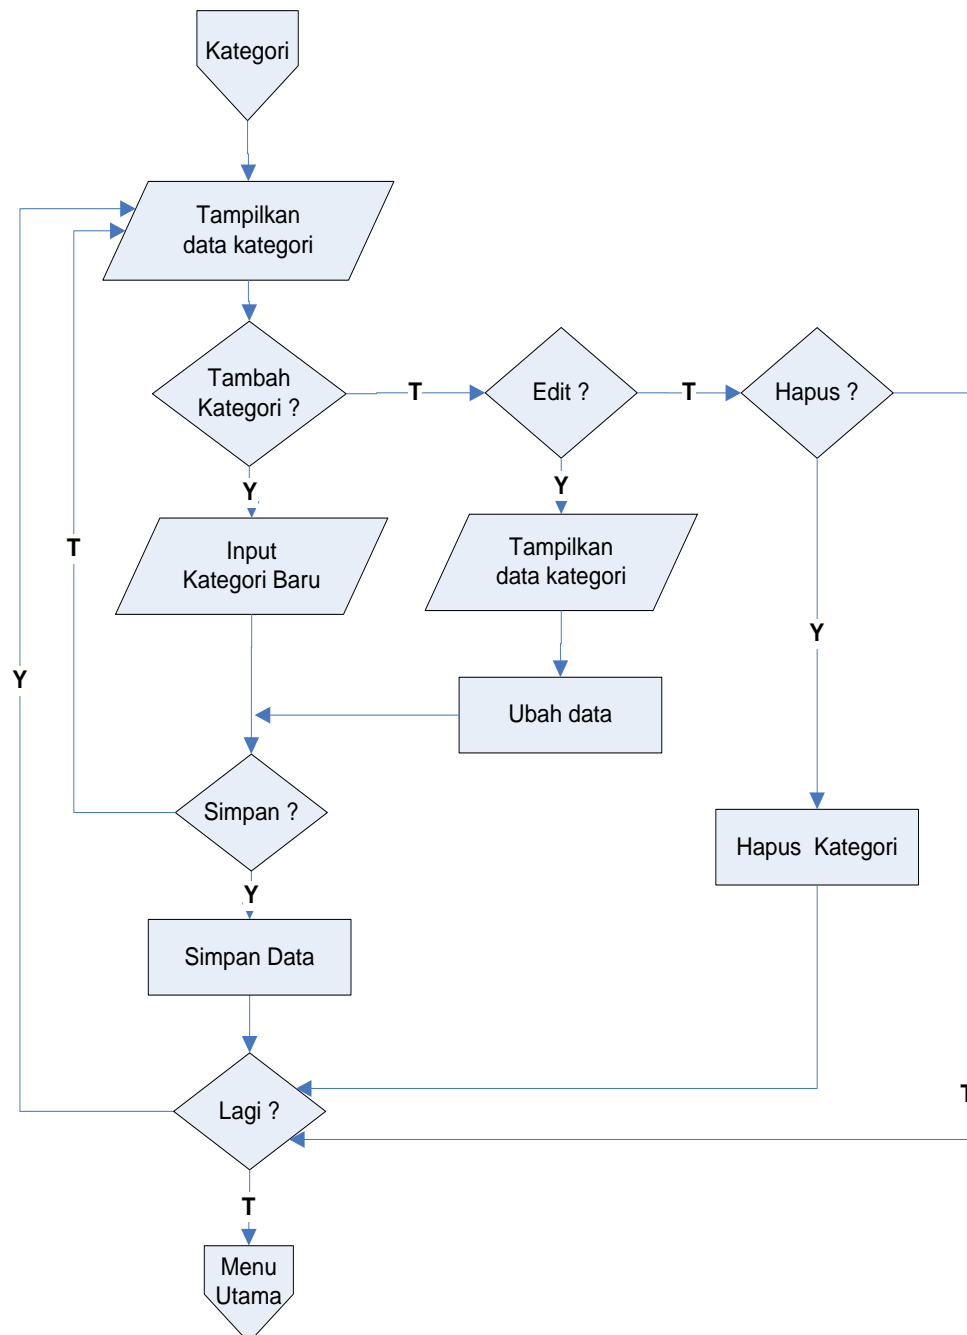 Kategori
Tampilkan
data kategori
Tambah
Kategori ?
T
Edit ?
T
Hapus ?
Y
Y
Input
Kategori Baru
Tampilkan
data kategori
T
Y
Y
Ubah data
Simpan ?
Hapus Kategori
Y
Simpan Data
Lagi ?
T
T
Menu
Utama